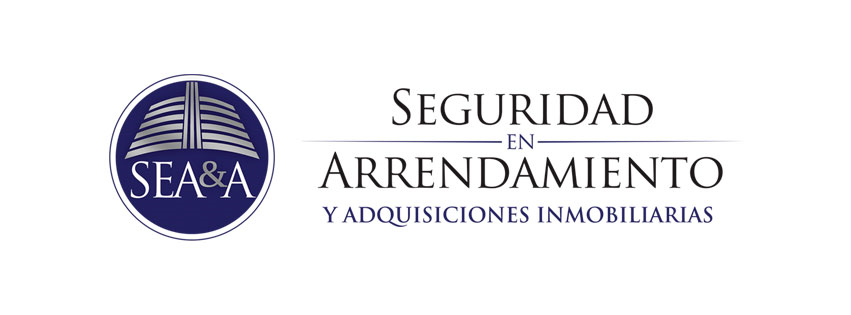 SEA&A
SEGURIDAD
EN
ARRENDAMIENTO
Y ADQUISICIONES INMOBILIARIAS